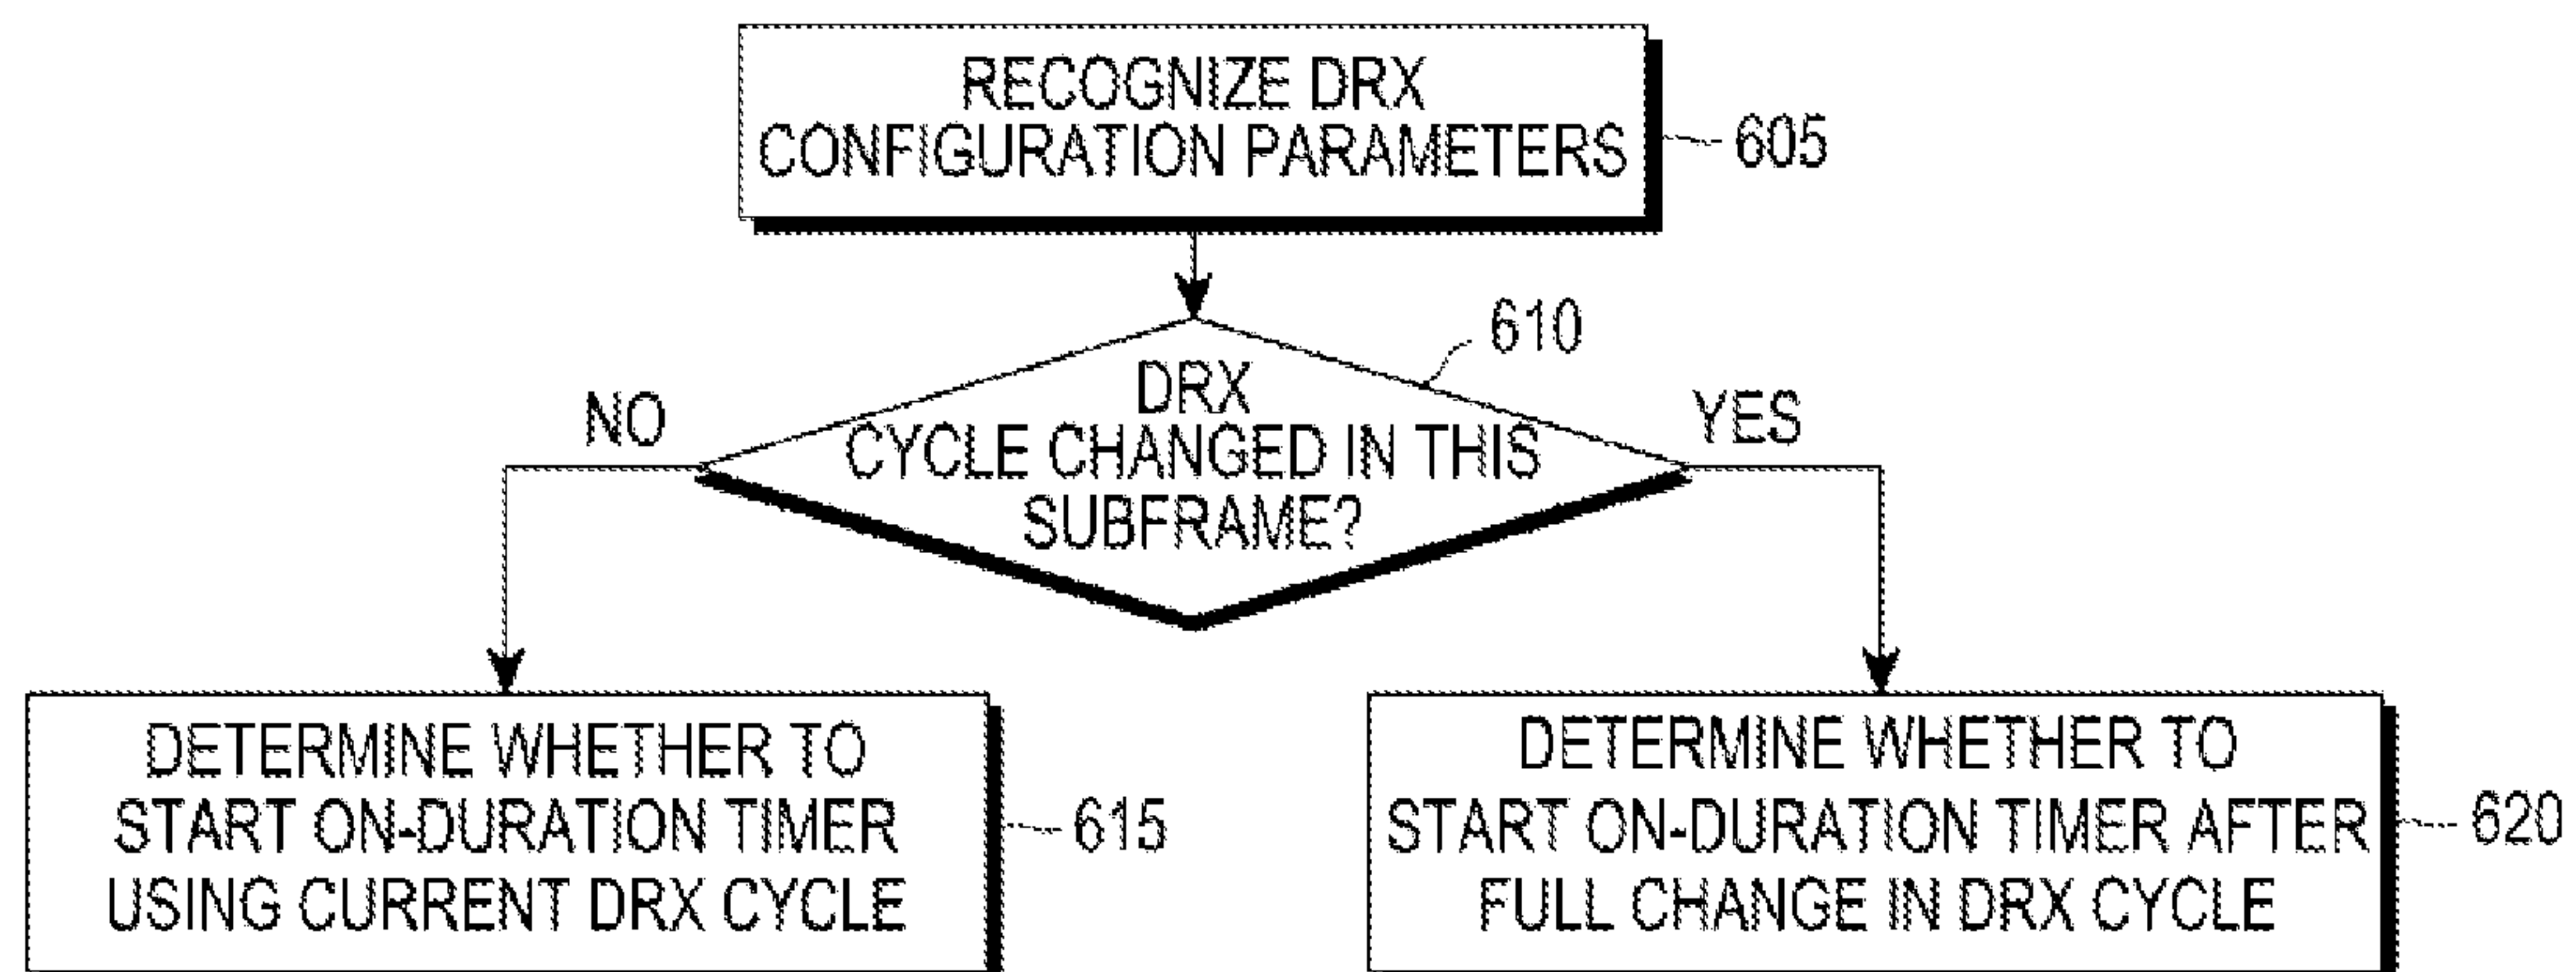 RECOGNIZE DRX
CONFIGURATION PARAMETERS
605
610
DRX
CYCLE CHANGED IN THIS
SUBFRAME?
NO
YES
DETERMINE WHETHER TO
START ON-DURATION TIMER
USING CURRENT DRX CYCLE
615
DETERMINE WHETHER TO
START ON-DURATION TIMER AFTER
FULL CHANGE IN DRX CYCLE
620